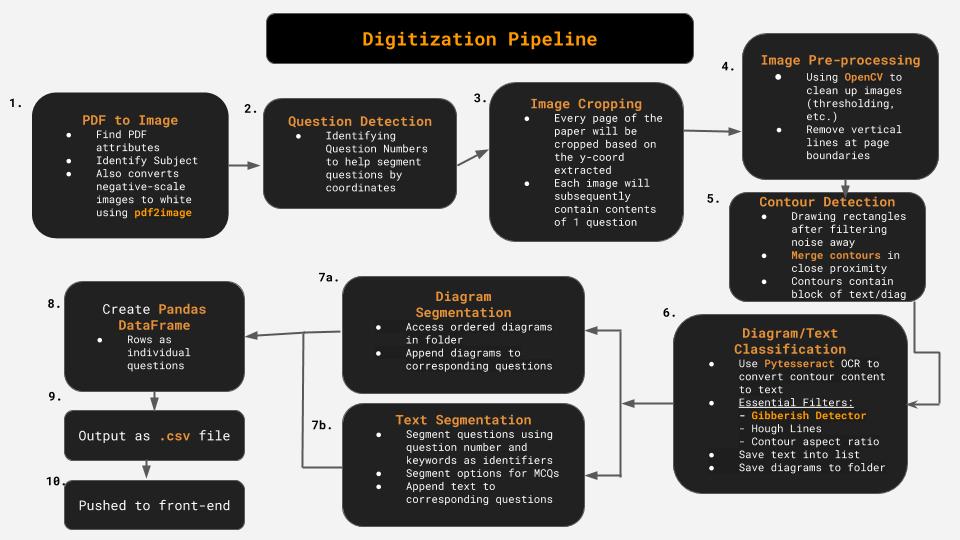 Digitization Pipeline
1.
PDF to Image
● Find PDF
attributes
● Identify Subject
● Also converts
negative-scale
images to white
using pdf2image
2.
Question Detection
● Identifying
Question Numbers
to help segment
questions by
coordinates
3.
Image Cropping
● Every page of the
paper will be
cropped based on
the y-coord
extracted
● Each image will
subsequently
contain contents
of 1 question
4.
Image Pre-processing
● Using OpenCV to
clean up images
(thresholding,
etc.)
● Remove vertical
lines at page
boundaries
5.
Contour Detection
● Drawing rectangles
after filtering
noise away
● Merge contours in
close proximity
● Contours contain
block of text/diag
6.
Diagram/Text
Classification
● Use Pytesseract OCR to
convert contour content
to text
● Essential Filters:
- Gibberish Detector
- Hough Lines
- Contour aspect ratio
● Save text into list
● Save diagrams to folder
7a.
Diagram
Segmentation
● Access ordered diagrams
in folder
● Append diagrams to
corresponding questions
7b.
Text Segmentation
● Segment questions using
question number and
keywords as identifiers
● Segment options for MCQs
● Append text to
corresponding questions
8.
Create Pandas
DataFrame
● Rows as
individual
questions
9.
Output as .csv file
10.
Pushed to front-end